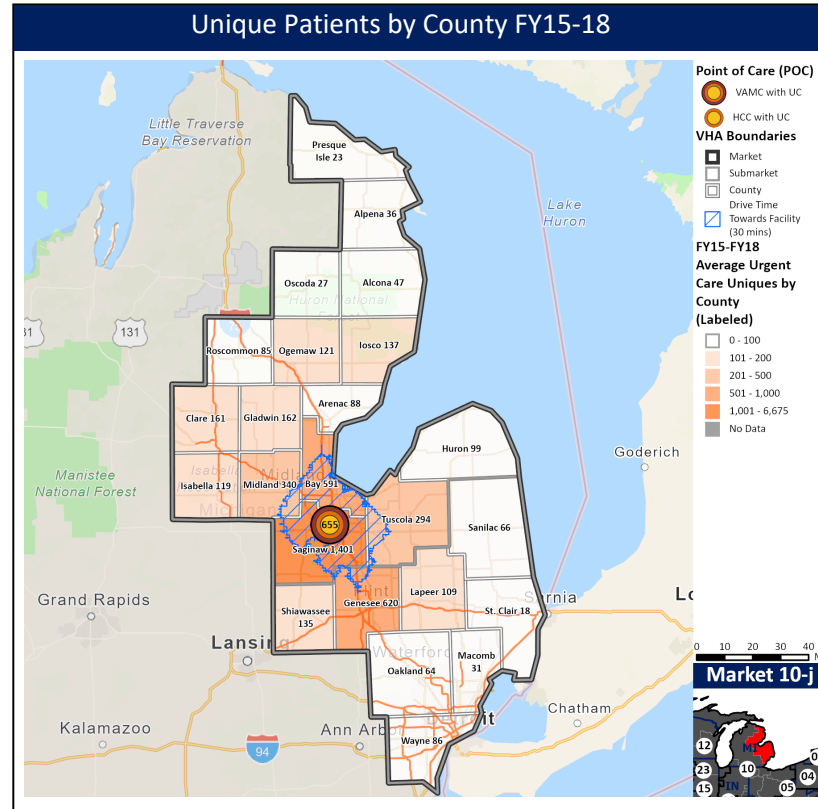 Unique Patients by County FY15-18
Little Traverse
Bay Reservation
Presque
Isle 23
Alpena 36
Lake
Huron
Oscoda 27
Alcona 47
Huron National
131
Roscommon 85
Ogemaw 121
Iosco 137
Arenac 88
Clare 161
Gladwin 162
Huron 99
Goderich
Manistee
National Forest
Isabella 119
Midland 340
Bay 591
Midland
Tuscola 294
Sanilac 66
655
Saginaw 1,401
Grand Rapids
Shiawassee
135
Flint
Genesee 620
Lapeer 109
St. Clair 18
Lansing
Waterford
Oakland 64
Macomb
31
Kalamazoo
94
Ann Arbor
Wayne 86
Chatham
Point of Care (POC)
VAMC with UC
HCC with UC
VHA Boundaries
Market
Submarket
County
Drive Time
Towards Facility
(30 mins)
FY15-FY18
Average Urgent
Care Uniques by
County
(Labeled)
0 - 100
101 - 200
201 - 500
501 - 1,000
1,001 - 6,675
No Data
0 10 20 30 40
Market 10-j
12
MI
23
10
15
IN
05
04